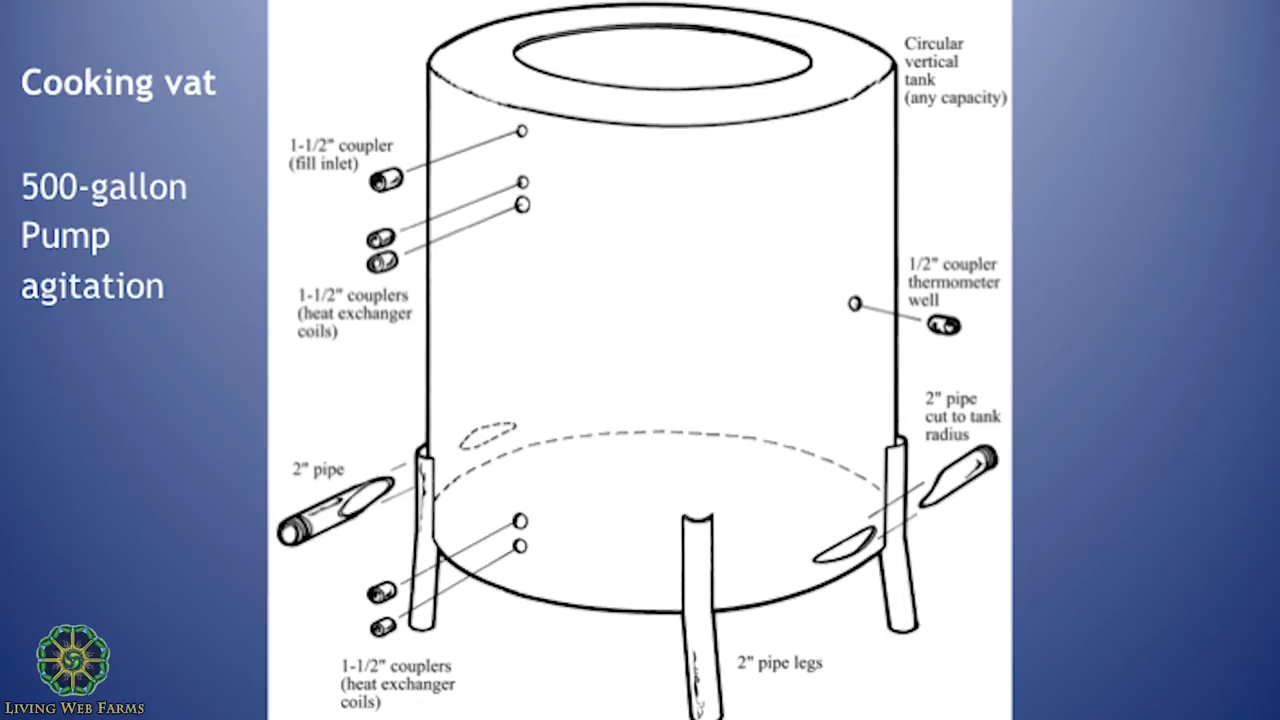 Cooking vat
500-gallon
Pump
agitation
Circular
vertical
tank
(any capacity)
1-1/2" coupler
(fill inlet)
1-1/2" couplers
(heat exchanger
coils)
1/2" coupler
thermometer
well
2" pipe
cut to tank
radius
2" pipe
1-1/2" couplers
(heat exchanger
coils)
2" pipe legs
LIVING WEB FARMS